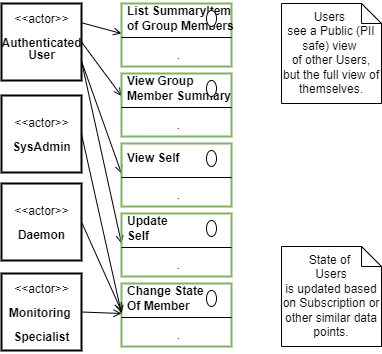 <<actor>>
Authenticated
User
<<actor>>
SysAdmin
<<actor>>
Daemon
<<actor>>
Monitoring
Specialist
List SummaryItem
of Group Members
.
View Group
Member Summary
.
View Self
.
Update
Self
.
Change State
Of Member
.
Users
see a Public (PII
safe) view
of other Users,
but the full view of
themselves.
State of
Users
is updated based
on Subscription or
other similar data
points.